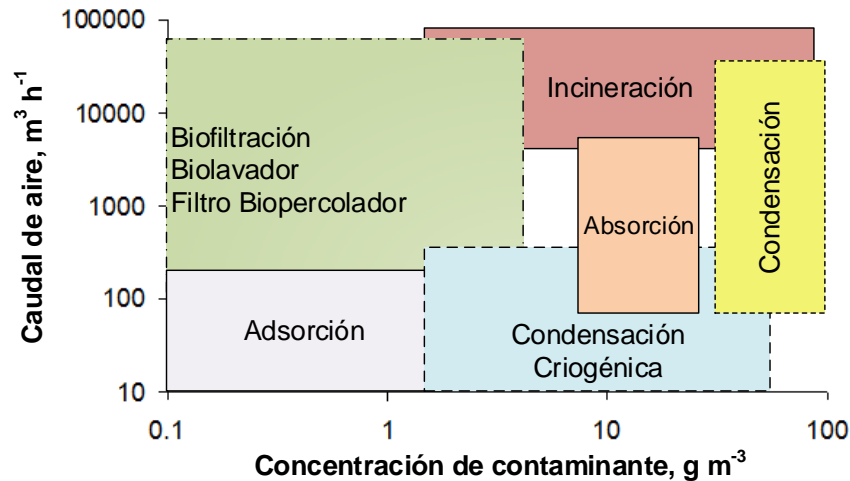 Caudal de aire, m³ h⁻¹
100000
10000
1000
100
10
Incineración
Biofiltración
Biolavador
Filtro Biopercolador
Absorción
Condensación
Adsorción
Condensación
Criogénica
0.1 1 10 100
Concentración de contaminante, g m⁻³